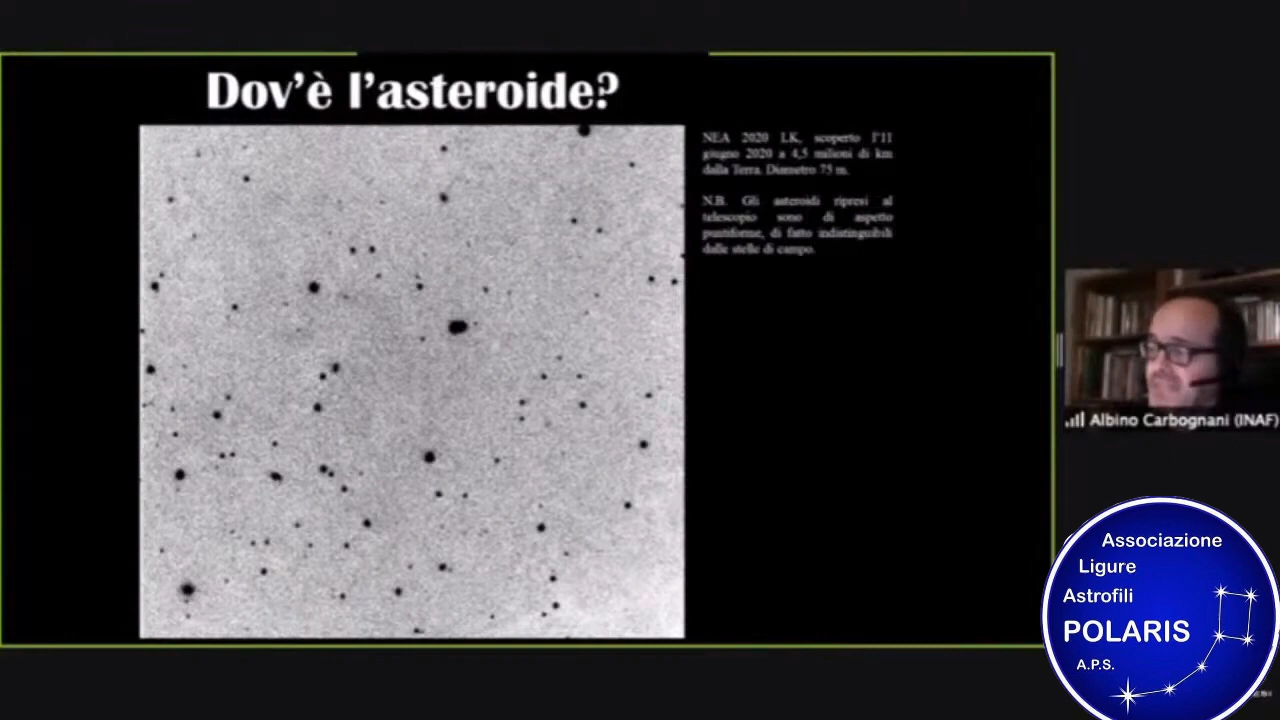 Dov'è l'asteroide?
NEA 2020 LK, scoperto l'11
giugno 2020 a 4,5 milioni di km
dalla Terra. Diametro 75 m.
N.B. Gli asteroidi ripresi al
telescopio sono di aspetto
puntiforme, di fatto indistinguibili
dalle stelle di campo.
Albino Carbognani (INAF)
Associazione
Ligure
Astrofili
POLARIS
A.P.S.